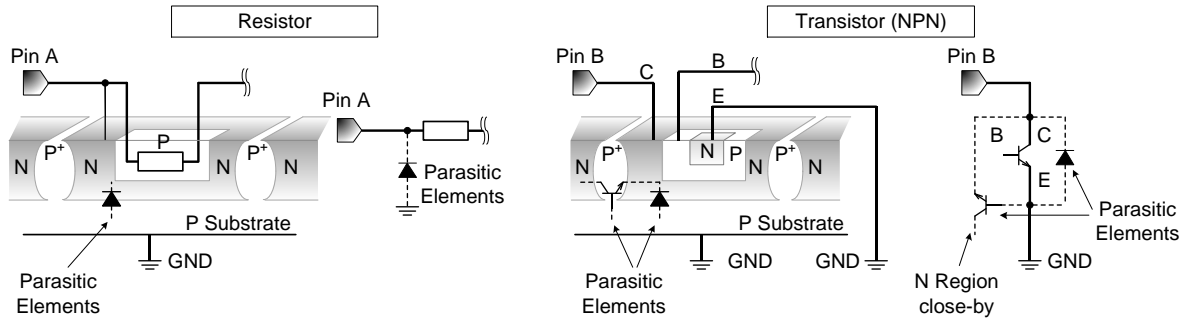 Resistor
Transistor (NPN)
Pin A
Pin B
C
B
E
Pin B
Pin A
N
P+
N
P
N
P+
N
Parasitic
Elements
P Substrate
GND
Parasitic
Elements
N
P+
N
N
P
N
P+
N
P Substrate
GND
GND
Parasitic
Elements
B
C
E
Parasitic
Elements
GND
N Region
close-by